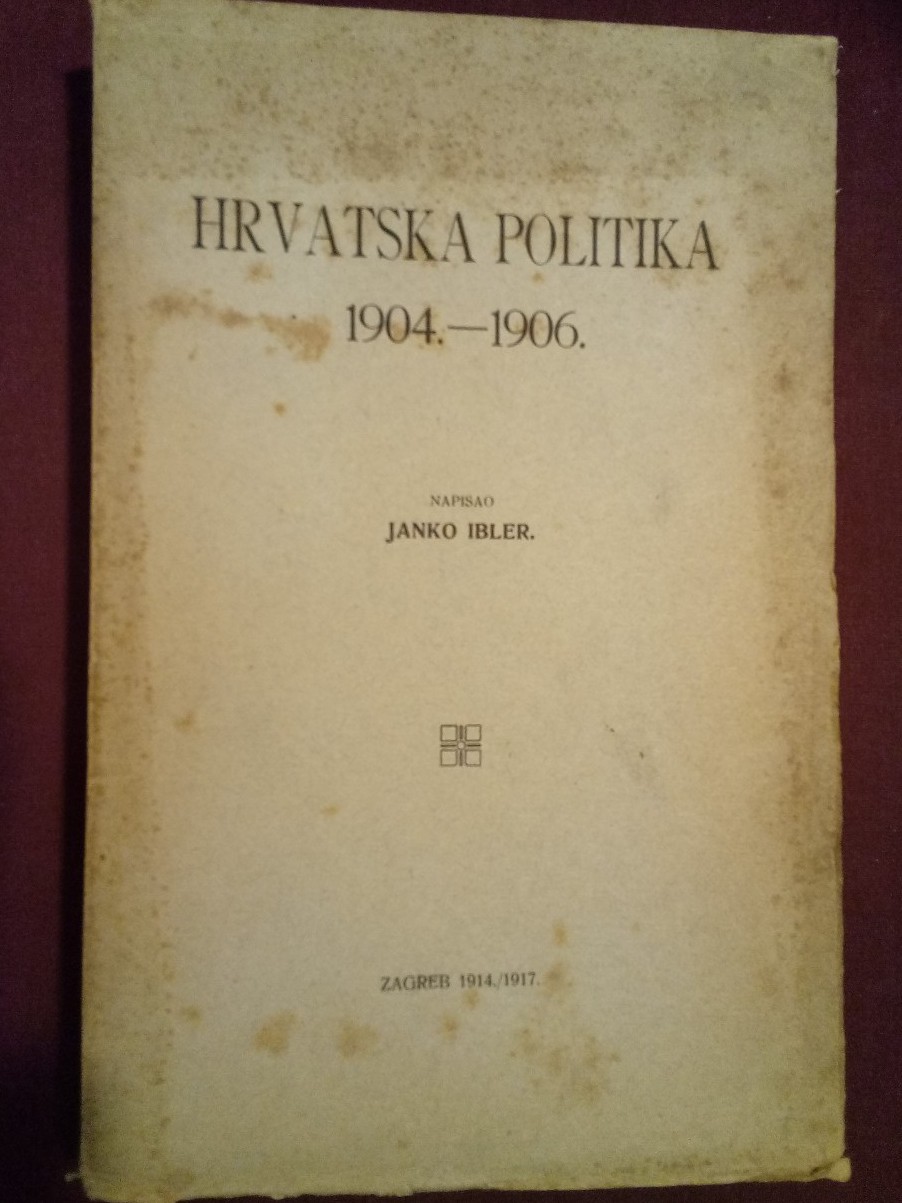 HRVATSKA POLITIKA
1904.—1906.
NAPISAO
JANKO IBLER.
ZAGREB 1914./1917.